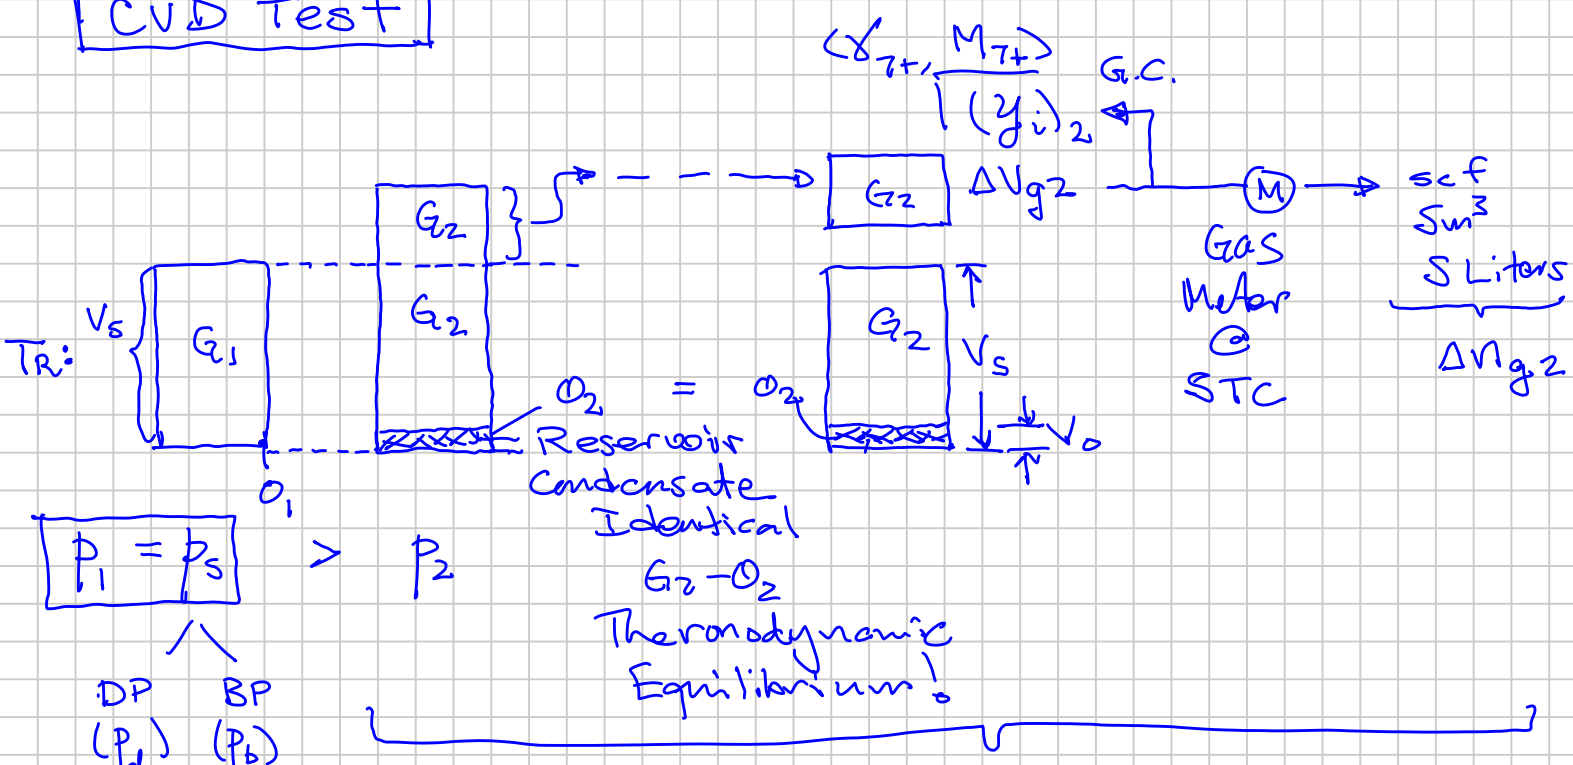 CVD Test
(γ7+, M7+)
G.C.
(yi)2
G2
G2 ΔVg2
M
scf
Sm³
S Liters
ΔNg2
Gas
Meter
@
STC
TR:
Vs
G1
G2
G2
Vs
O2 = O2
Vo
O1
Reservoir
Condensate
Identical
G2-O2
Theronodynamic
Equilibrium!
P1 = Ps > P2
DP BP
(Pd) (Pb)